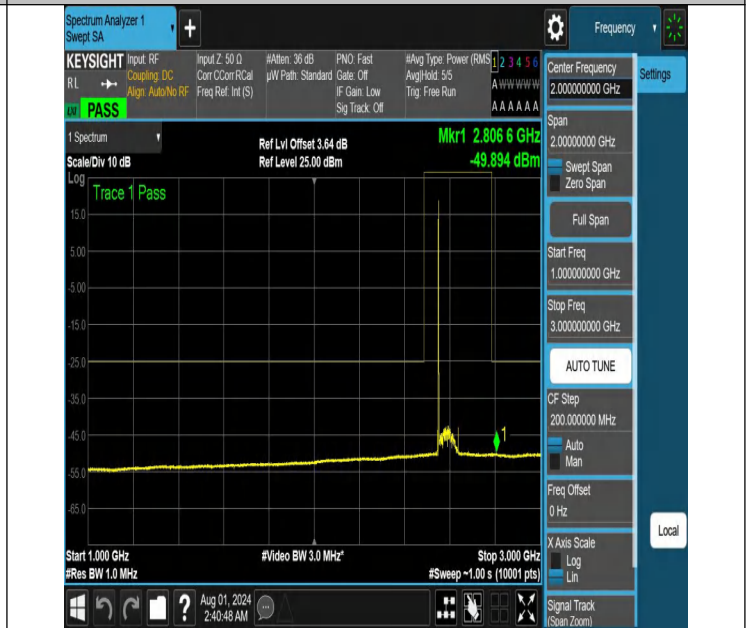 Spectrum Analyzer 1
Swept SA
+
Frequency
KEYSIGHT
RL
PASS
Input: RF
Coupling: DC
Align: Auto/No RF
Input Z: 50 Ω
Corr CCorr RCal
Freq Ref: Int (S)
#Atten: 36 dB
µW Path: Standard
PNO: Fast
Gate: Off
IF Gain: Low
Sig Track: Off
#Avg Type: Power (RMS
Avg|Hold: 5/5
Trig: Free Run
1 2 3 4 5 6
A W W W W W
A A A A A A
1 Spectrum
Scale/Div 10 dB
Ref Lvl Offset 3.64 dB
Ref Level 25.00 dBm
Mkr1 2.806 6 GHz
-49.894 dBm
Log
Trace 1 Pass
15.0
5.00
-5.00
-15.0
-25.0
-35.0
-45.0
-55.0
-65.0
1
Start 1.000 GHz
#Res BW 1.0 MHz
#Video BW 3.0 MHz*
Stop 3.000 GHz
#Sweep ~1.00 s (10001 pts)
Center Frequency
2.000000000 GHz
Settings
Span
2.00000000 GHz
Swept Span
Zero Span
Full Span
Start Freq
1.000000000 GHz
Stop Freq
3.000000000 GHz
AUTO TUNE
CF Step
200.000000 MHz
Auto
Man
Freq Offset
0 Hz
X Axis Scale
Log
Lin
Signal Track
(Span Zoom)
Local
?
Aug 01, 2024
2:40:48 AM